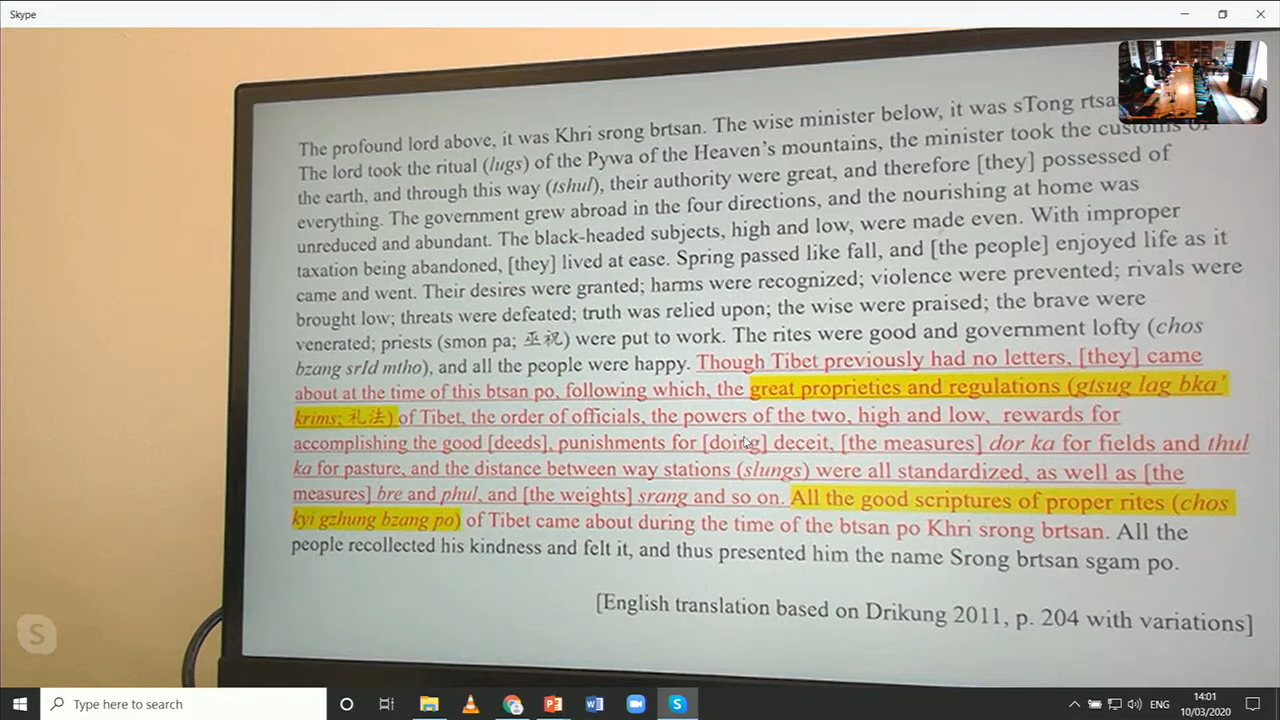 Skype
The profound lord above, it was Khri srong brtsan. The wise minister below, it was sTong rtsa
The lord took the ritual (lugs) of the Pywa of the Heaven's mountains, the minister took the customs of
the earth, and through this way (tshul), their authority were great, and therefore [they] possessed of
everything. The government grew abroad in the four directions, and the nourishing at home was
unreduced and abundant. The black-headed subjects, high and low, were made even. With improper
taxation being abandoned, [they] lived at ease. Spring passed like fall, and [the people] enjoyed life as it
came and went. Their desires were granted; harms were recognized; violence were prevented; rivals were
brought low; threats were defeated; truth was relied upon; the wise were praised; the brave were
venerated; priests (smon pa; 巫祝) were put to work. The rites were good and government lofty (chos
bzang srId mtho), and all the people were happy. Though Tibet previously had no letters, [they] came
about at the time of this btsan po, following which, the great proprieties and regulations (gtsug lag bka'
krims; 礼法) of Tibet, the order of officials, the powers of the two, high and low, rewards for
accomplishing the good [deeds], punishments for [doing] deceit, [the measures] dor ka for fields and thul
ka for pasture, and the distance between way stations (slungs) were all standardized, as well as [the
measures] bre and phul, and [the weights] srang and so on. All the good scriptures of proper rites (chos
kyi gzhung bzang po) of Tibet came about during the time of the btsan po Khri srong brtsan. All the
people recollected his kindness and felt it, and thus presented him the name Srong brtsan sgam po.
[English translation based on Drikung 2011, p. 204 with variations]
S
Type here to search
ENG
14:01
10/03/2020